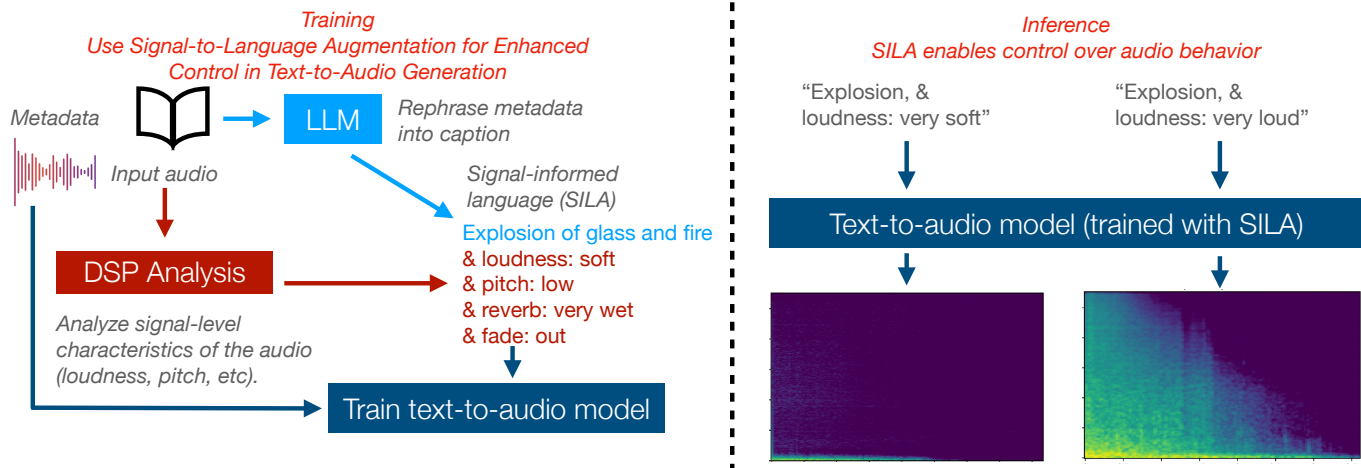 Training
Use Signal-to-Language Augmentation for Enhanced
Control in Text-to-Audio Generation
Metadata
LLM
Rephrase metadata
into caption
Input audio
Signal-informed
language (SILA)
DSP Analysis
Explosion of glass and fire
& loudness: soft
& pitch: low
& reverb: very wet
& fade: out
Analyze signal-level
characteristics of the audio
(loudness, pitch, etc).
Train text-to-audio model
Inference
SILA enables control over audio behavior
“Explosion, &
loudness: very soft”
“Explosion, &
loudness: very loud”
Text-to-audio model (trained with SILA)